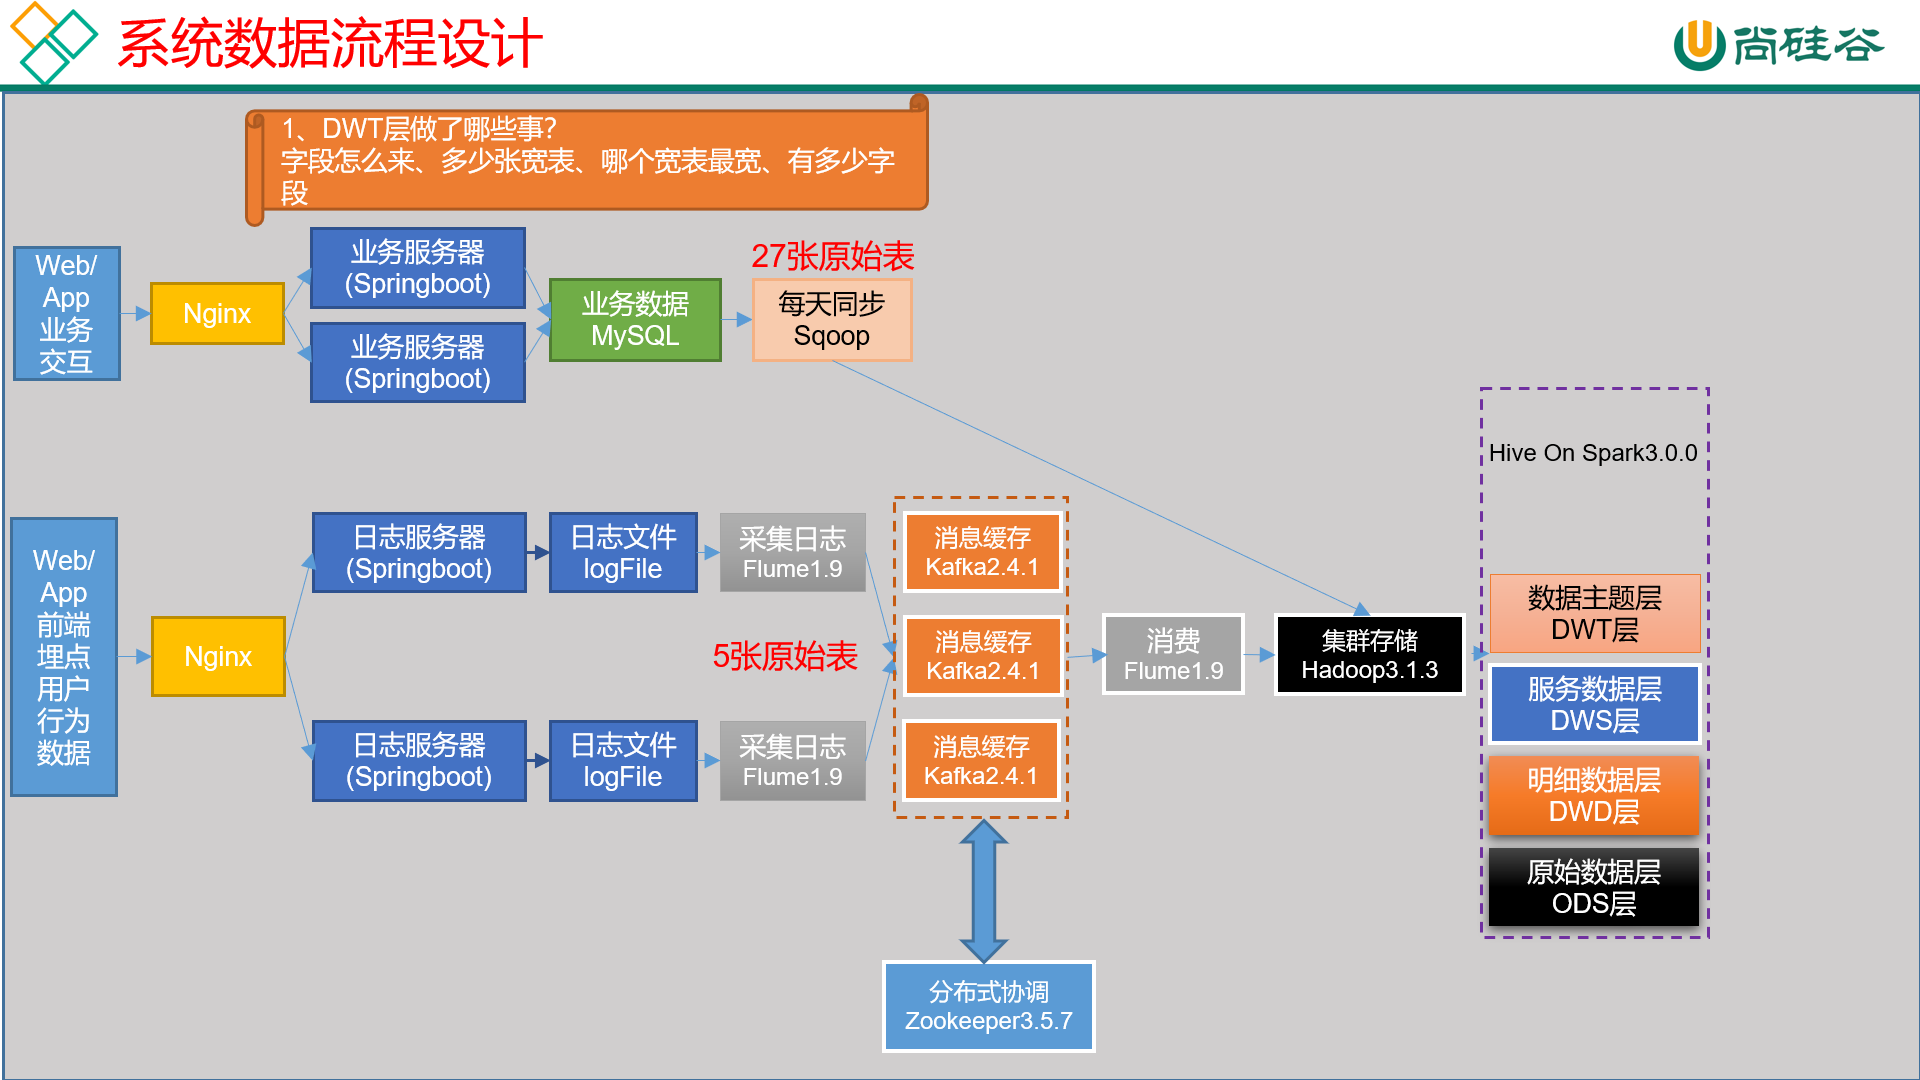 系统数据流程设计
尚硅谷
1、DWT层做了哪些事?
字段怎么来、多少张宽表、哪个宽表最宽、有多少字
段
Web/
App
业务
交互
Nginx
业务服务器
(Springboot)
业务服务器
(Springboot)
业务数据
MySQL
27张原始表
每天同步
Sqoop
Hive On Spark3.0.0
Web/
App
前端
埋点
用户
行为
数据
Nginx
日志服务器
(Springboot)
日志文件
logFile
采集日志
Flume1.9
消息缓存
Kafka2.4.1
5张原始表
消息缓存
Kafka2.4.1
消费
Flume1.9
集群存储
Hadoop3.1.3
日志服务器
(Springboot)
日志文件
logFile
采集日志
Flume1.9
消息缓存
Kafka2.4.1
数据主题层
DWT层
服务数据层
DWS层
明细数据层
DWD层
原始数据层
ODS层
分布式协调
Zookeeper3.5.7